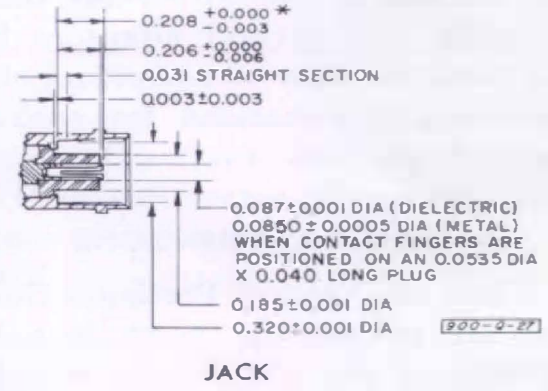 0.208 +0.000 *
-0.003
0.206 +0.000
-0.006
0.031 STRAIGHT SECTION
0.003±0.003
0.087±0.001 DIA (DIELECTRIC)
0.0850 ± 0.0005 DIA (METAL)
WHEN CONTACT FINGERS ARE
POSITIONED ON AN 0.0535 DIA
X 0.040 LONG PLUG
0.185±0.001 DIA
0.320±0.001 DIA
900-Q-27
JACK